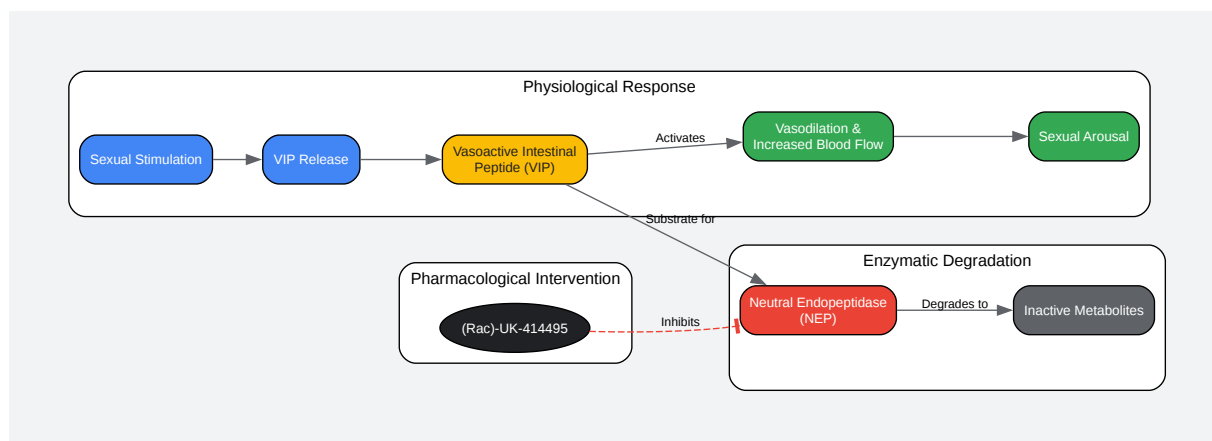 Physiological Response
Sexual Stimulation
VIP Release
Vasoactive Intestinal
Peptide (VIP)
Activates
Vasodilation &
Increased Blood Flow
Sexual Arousal
Substrate for
Pharmacological Intervention
(Rac)-UK-414495
Inhibits
Enzymatic Degradation
Neutral Endopeptidase
(NEP)
Degrades to
Inactive Metabolites